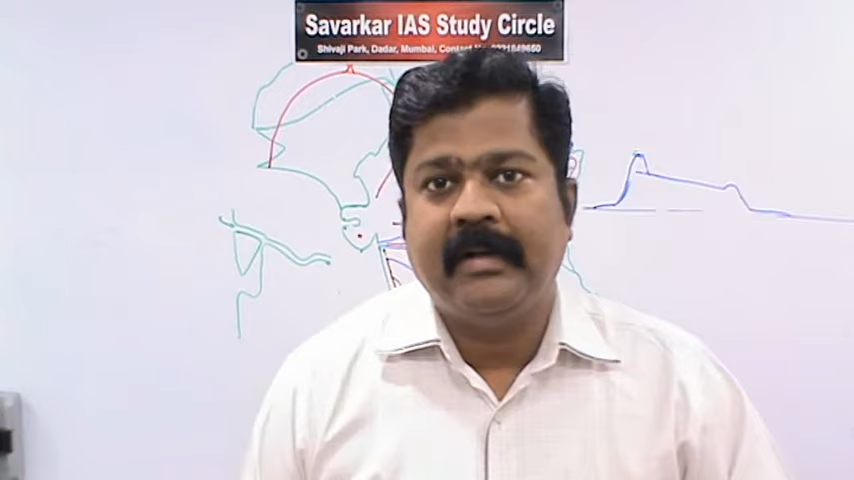 Savarkar IAS Study Circle
Shivaji Park, Dadar, Mumbai, Contact